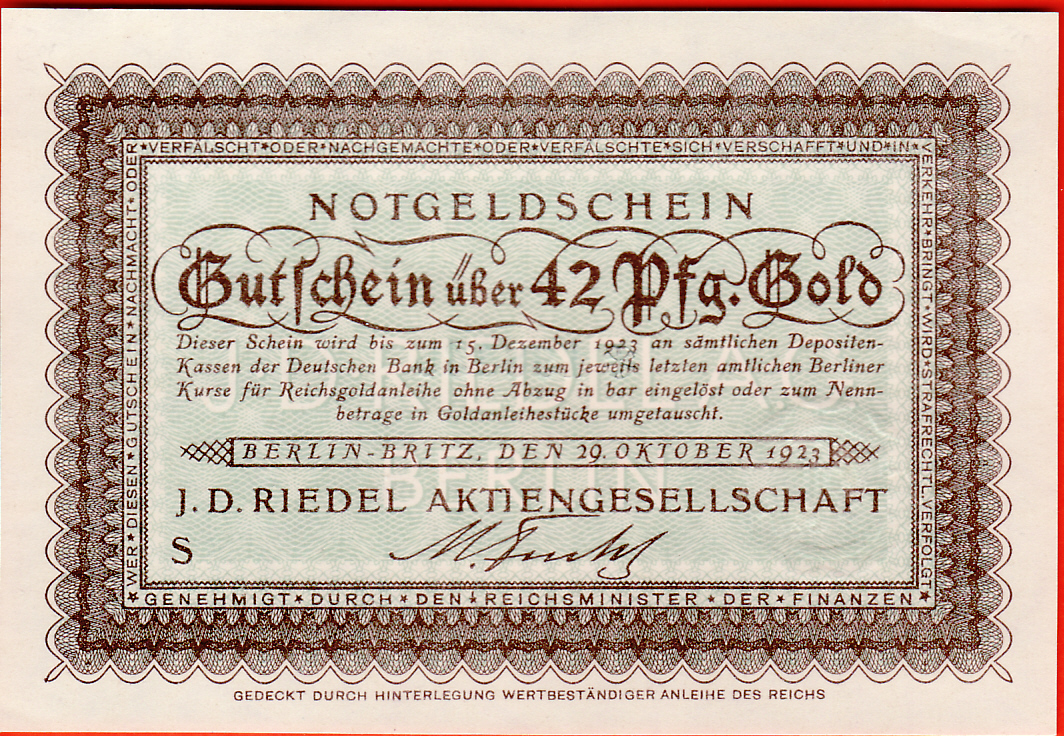 WER★DIESEN★GUTSCHEIN★NACHMACHT★ODER
★VERFÄLSCHT★ODER★NACHGEMACHTE★ODER★VERFÄLSCHTE★SICH★VERSCHAFFT★UND★IN★
VERKEHR★BRINGT★WIRD★STRAFRECHTL.VERFOLGT
NOTGELDSCHEIN
Gutschein über 42 Pfg. Gold
Dieser Schein wird bis zum 15. Dezember 1923 an sämtlichen Depositen-
Kassen der Deutschen Bank in Berlin zum jeweils letzten amtlichen Berliner
Kurse für Reichsgoldanleihe ohne Abzug in bar eingelöst oder zum Nenn-
betrage in Goldanleihestücke umgetauscht.
BERLIN-BRITZ, DEN 29. OKTOBER 1923
J. D. RIEDEL AKTIENGESELLSCHAFT
S
★GENEHMIGT★DURCH★DEN★REICHSMINISTER★DER★FINANZEN★
GEDECKT DURCH HINTERLEGUNG WERTBESTÄNDIGER ANLEIHE DES REICHS
J. D. RIEDEL A.G.
BERLIN